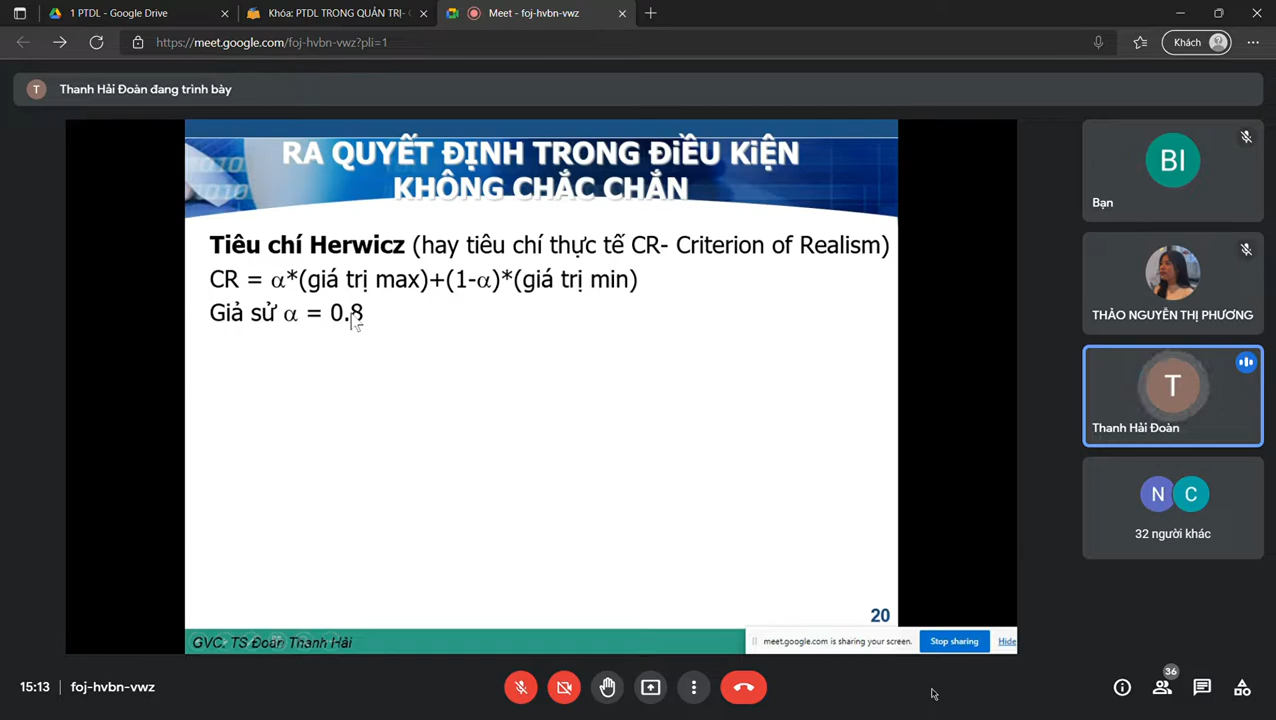 1 PTDL - Google Drive
Khóa: PTDL TRONG QUẢN TRỊ- 
Meet - foj-hvbn-vwz
https://meet.google.com/foj-hvbn-vwz?pli=1
Khách
T
Thanh Hải Đoàn đang trình bày
RA QUYẾT ĐỊNH TRONG ĐiỀU KiỆN
KHÔNG CHẮC CHẮN
Tiêu chí Herwicz (hay tiêu chí thực tế CR- Criterion of Realism)
CR = α*(giá trị max)+(1-α)*(giá trị min)
Giả sử α = 0.8
20
GVC. TS Đoàn Thanh Hải
meet.google.com is sharing your screen.
Stop sharing
Hide
BI
Bạn
THẢO NGUYỄN THỊ PHƯƠNG
T
Thanh Hải Đoàn
N
C
32 người khác
15:13
foj-hvbn-vwz
36